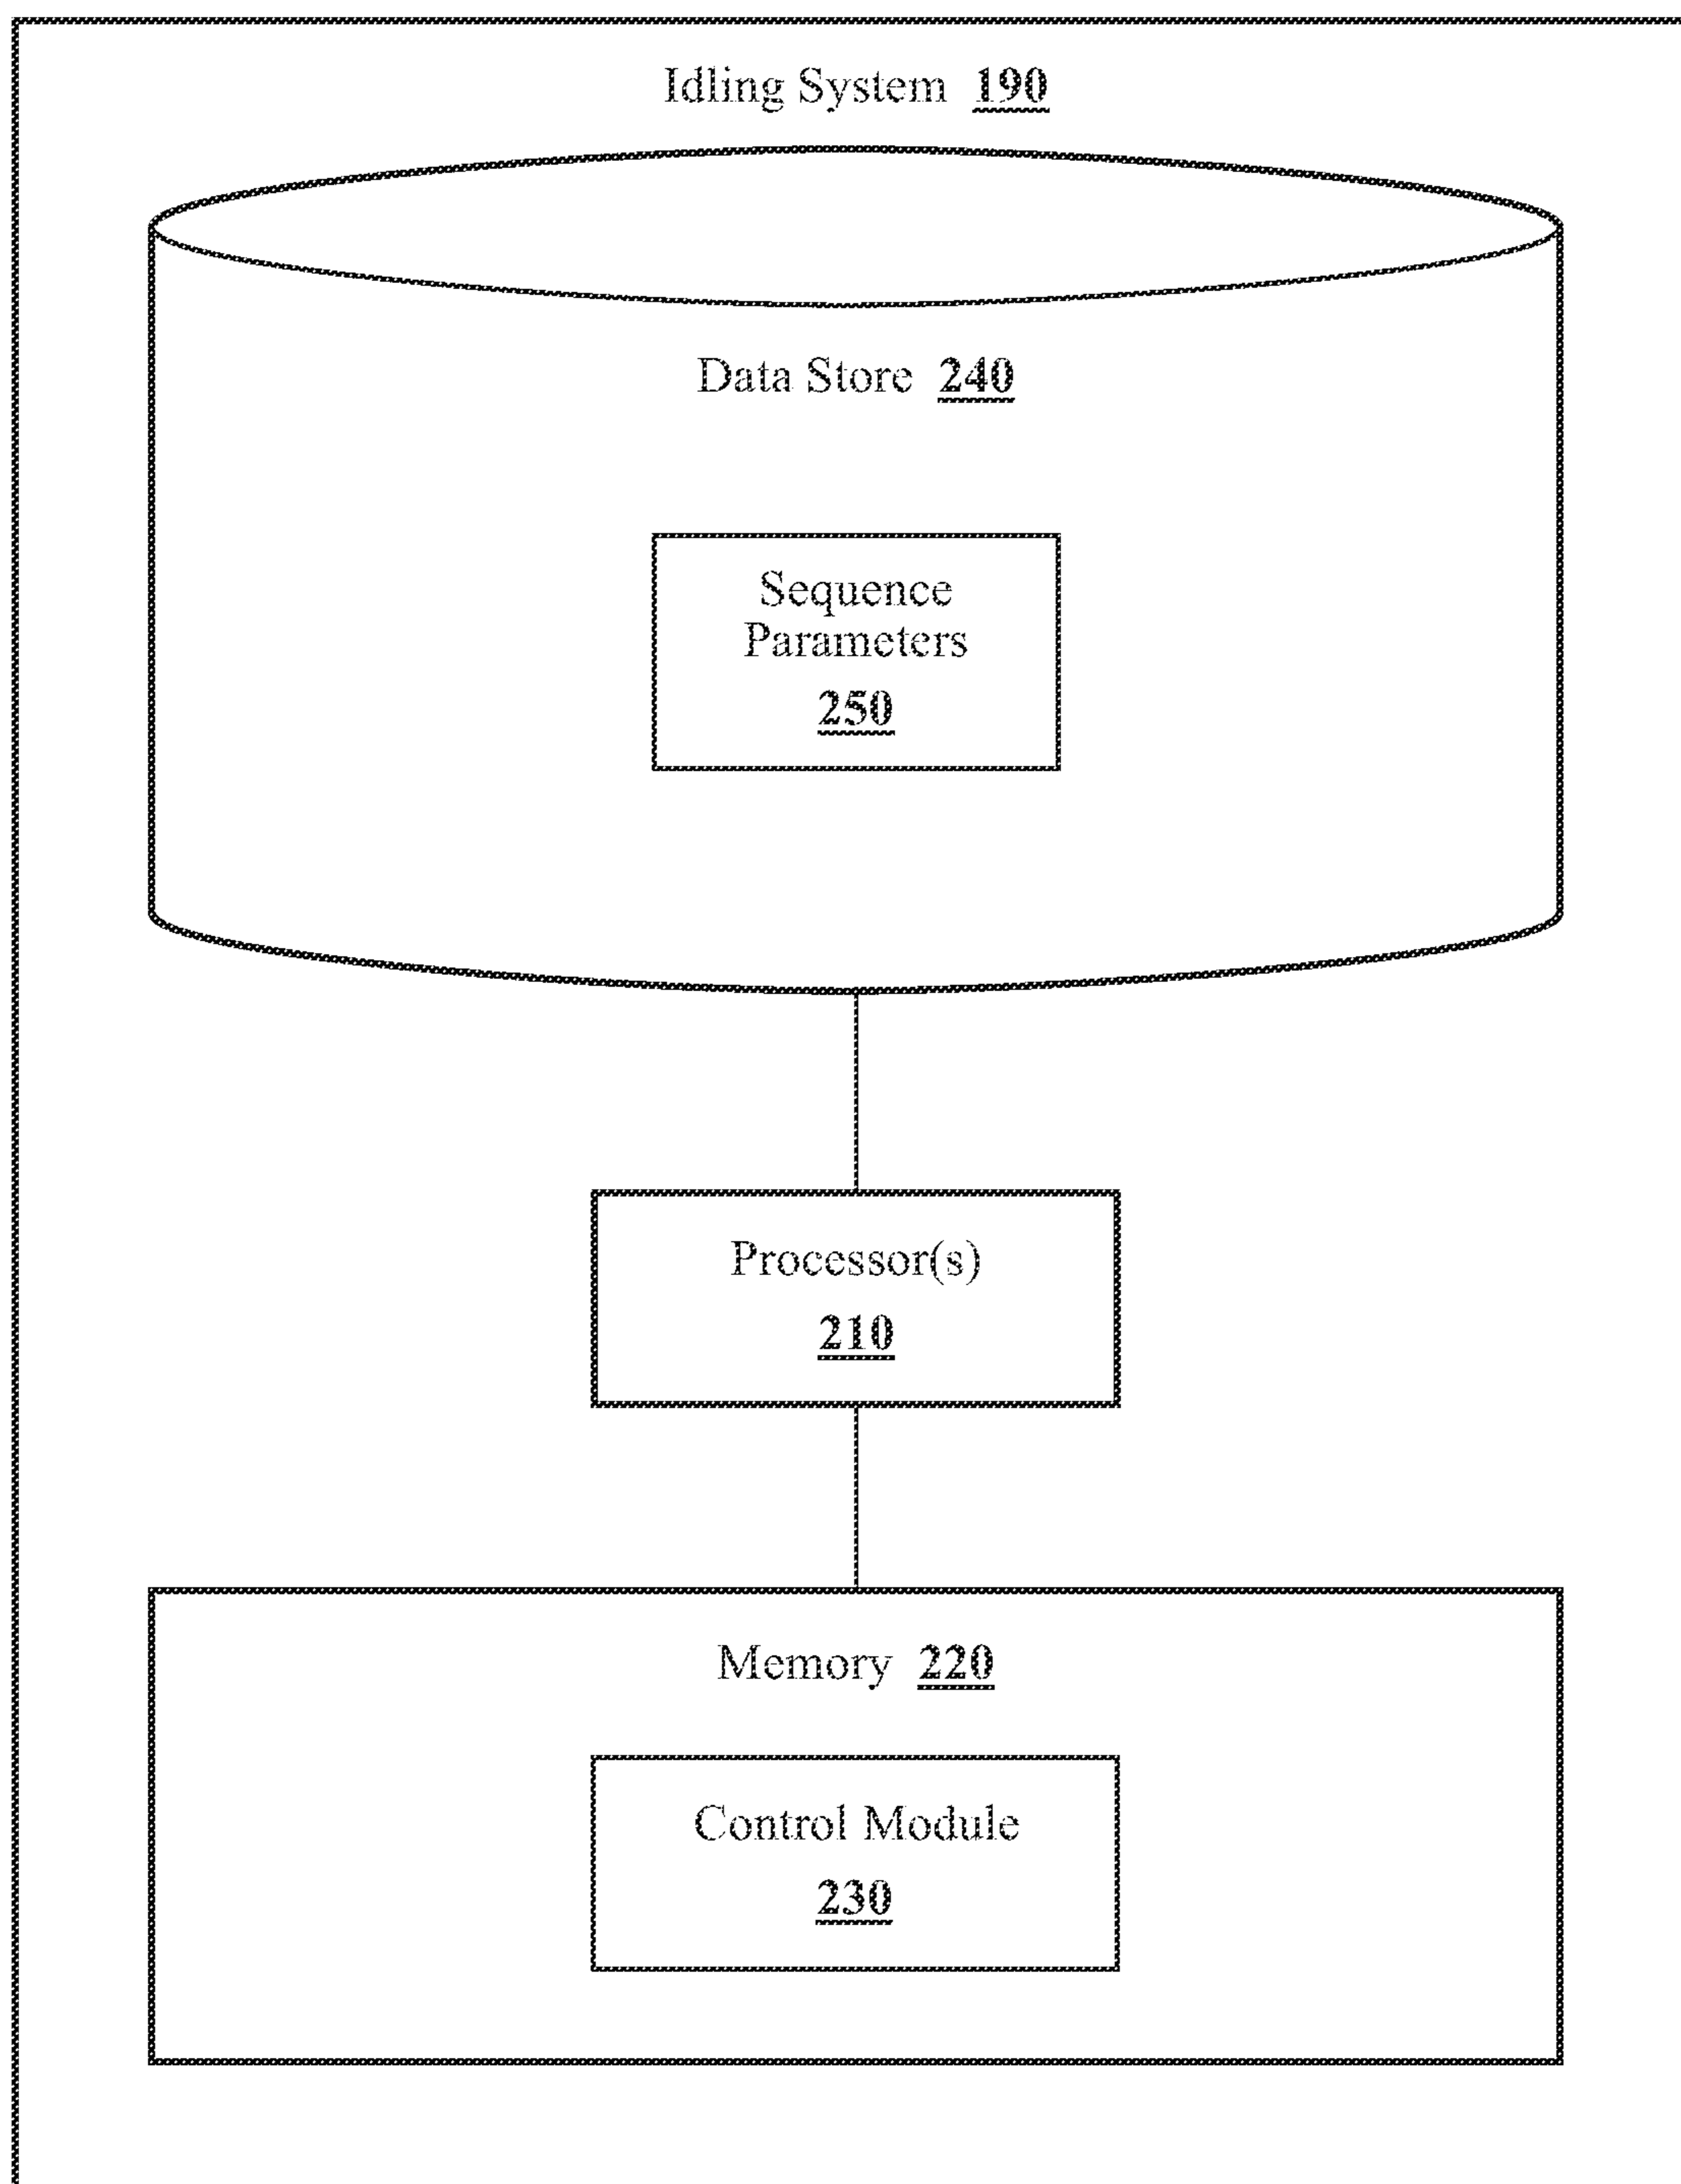 Idling System 190
Data Store 240
Sequence
Parameters
250
Processor(s)
210
Memory 220
Control Module
230